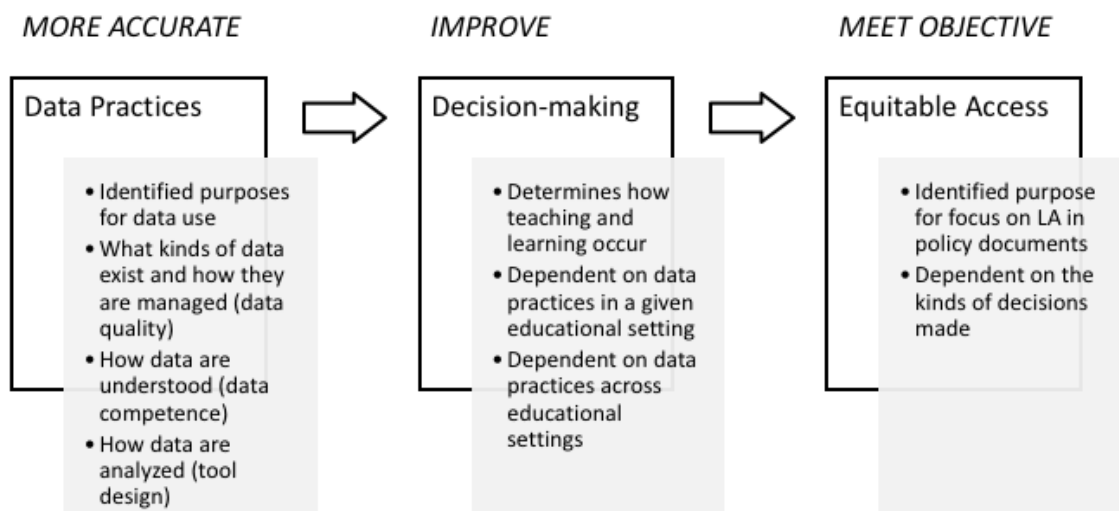 MORE ACCURATE
IMPROVE
MEET OBJECTIVE
Data Practices
• Identified purposes
for data use
• What kinds of data
exist and how they
are managed (data
quality)
• How data are
understood (data
competence)
• How data are
analyzed (tool
design)
Decision-making
• Determines how
teaching and
learning occur
• Dependent on data
practices in a given
educational setting
• Dependent on data
practices across
educational
settings
Equitable Access
• Identified purpose
for focus on LA in
policy documents
• Dependent on the
kinds of decisions
made